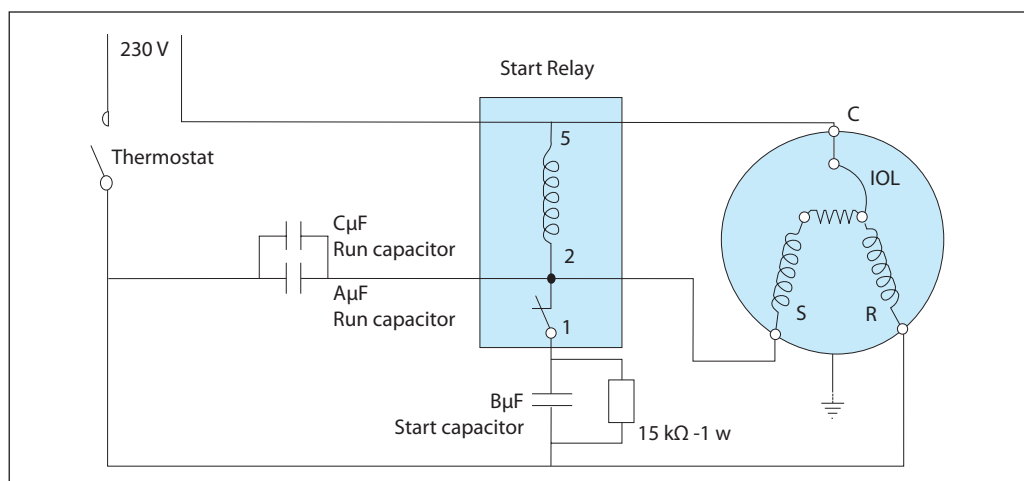 230 V
Start Relay
C
5
Thermostat
IOL
CµF
Run capacitor
2
AµF
Run capacitor
1
S
R
BµF
Start capacitor
15 kΩ -1 w